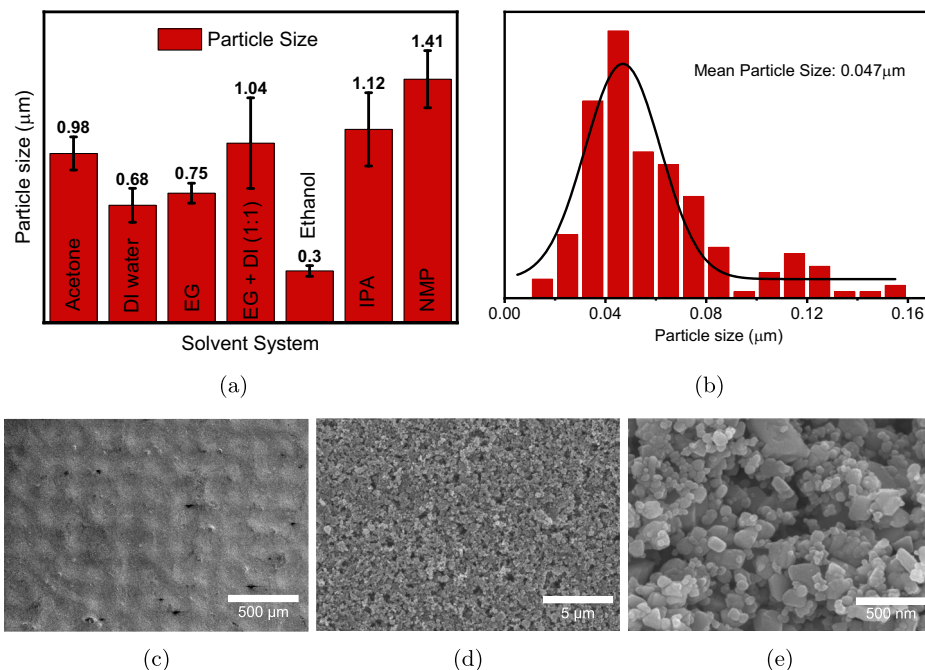 Particle size (μm)
Particle Size
0.98
0.68
0.75
1.04
0.3
1.12
1.41
Acetone
DI water
EG
EG + DI (1:1)
Ethanol
IPA
NMP
Solvent System
(a)
Mean Particle Size: 0.047μm
0.00
0.04
0.08
0.12
0.16
Particle size (μm)
(b)
500 μm
(c)
5 μm
(d)
500 nm
(e)